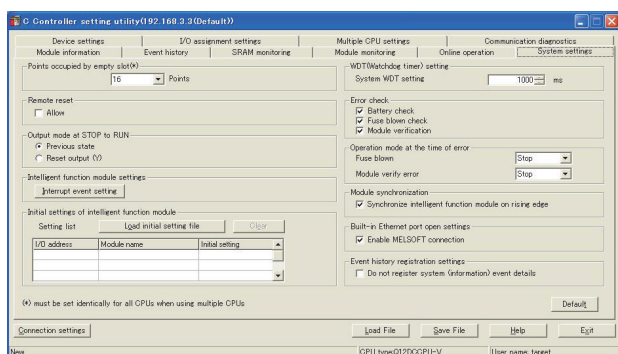 C Controller setting utility(192.168.3.3(Default))
Device settings
I/O assignment settings
Multiple CPU settings
Communication diagnostics
Module information
Event history
SRAM monitoring
Module monitoring
Online operation
System settings
Points occupied by empty slot(*)
16
Points
Remote reset
Allow
Output mode at STOP to RUN
Previous state
Reset output (Y)
Intelligent function module settings
Interrupt event setting
Initial settings of intelligent function module
Setting list
Load initial setting file
Clear
I/O address
Module name
Initial setting
WDT(Watchdog timer) setting
System WDT setting
1000
ms
Error check
Battery check
Fuse blown check
Module verification
Operation mode at the time of error
Fuse blown
Stop
Module verify error
Stop
Module synchronization
Synchronize intelligent function module on rising edge
Built-in Ethernet port open settings
Enable MELSOFT connection
Event history registration settings
Do not register system (information) event details
(*) must be set identically for all CPUs when using multiple CPUs
Default
Connection settings
Load File
Save File
Help
Exit
New
CPU type:Q12DCCPU-V
User name: target